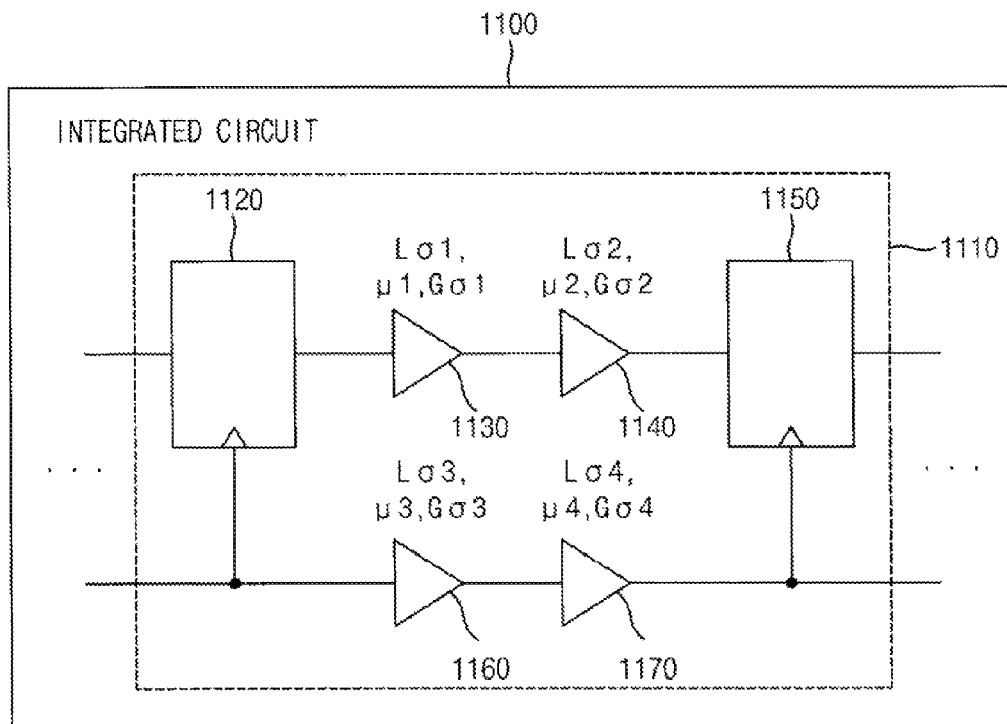 1100
INTEGRATED CIRCUIT
1120
1150
1110
Lσ1,
μ1,Gσ1
Lσ2,
μ2,Gσ2
1130
1140
. . .
. . .
Lσ3,
μ3,Gσ3
Lσ4,
μ4,Gσ4
1160
1170